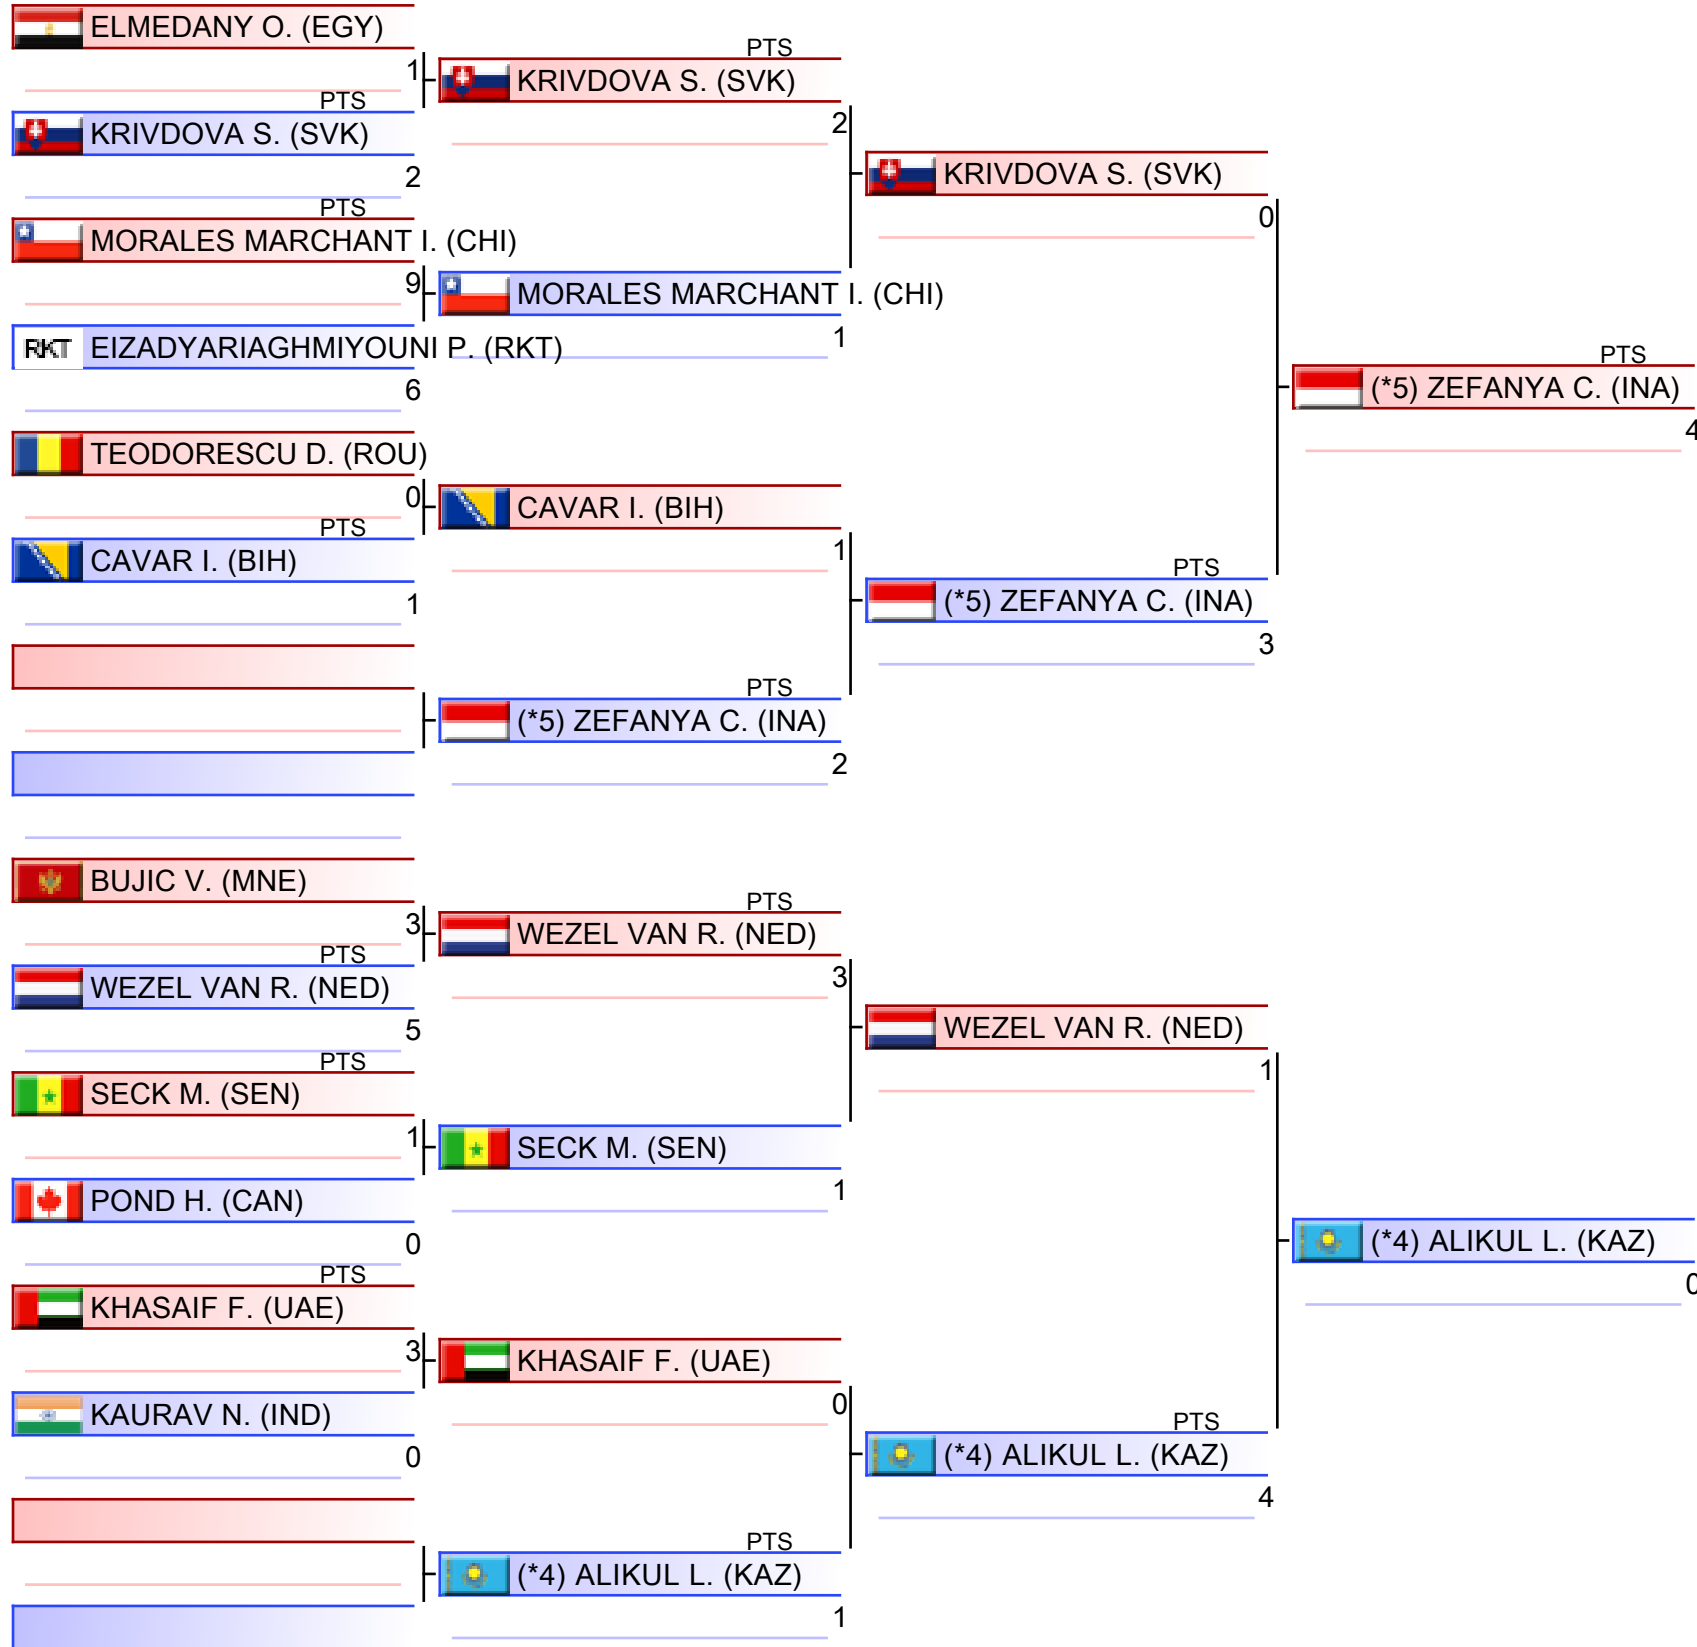 ELMEDANY O. (EGY)
1
PTS
KRIVDOVA S. (SVK)
2
PTS
MORALES MARCHANT I. (CHI)
9
RKT EIZADYARIAGHMIYOUNI P. (RKT)
6
TEODORESCU D. (ROU)
0
PTS
CAVAR I. (BIH)
1
BUJIC V. (MNE)
3
PTS
WEZEL VAN R. (NED)
5
PTS
SECK M. (SEN)
1
POND H. (CAN)
0
PTS
KHASAIF F. (UAE)
3
KAURAV N. (IND)
0
PTS
KRIVDOVA S. (SVK)
2
MORALES MARCHANT I. (CHI)
1
CAVAR I. (BIH)
1
PTS
(*5) ZEFANYA C. (INA)
2
PTS
WEZEL VAN R. (NED)
3
SECK M. (SEN)
1
KHASAIF F. (UAE)
0
PTS
(*4) ALIKUL L. (KAZ)
1
KRIVDOVA S. (SVK)
0
PTS
(*5) ZEFANYA C. (INA)
3
WEZEL VAN R. (NED)
1
PTS
(*4) ALIKUL L. (KAZ)
4
PTS
(*5) ZEFANYA C. (INA)
4
(*4) ALIKUL L. (KAZ)
0